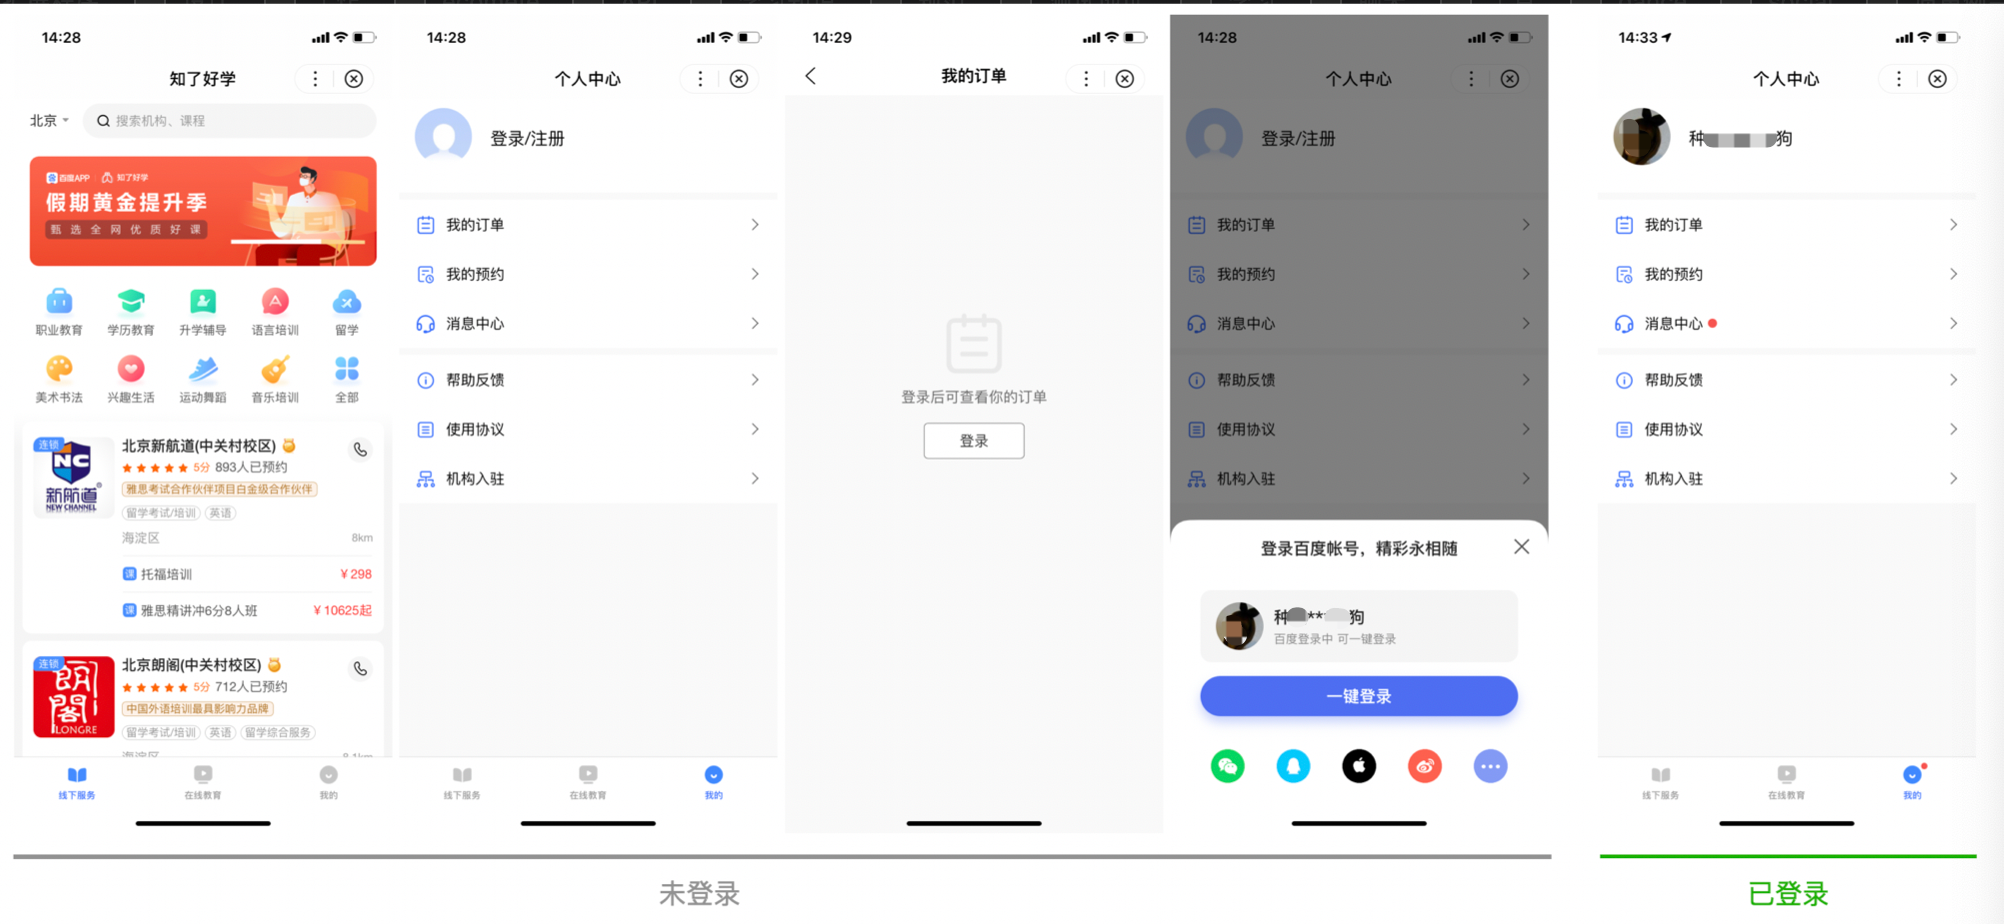 14:28
知了好学
北京
搜索机构、课程
百度APP 知了好学
假期黄金提升季
甄选全网优质好课
职业教育 学历教育 升学辅导 语言培训 留学
美术书法 兴趣生活 运动舞蹈 音乐培训 全部
连锁
NC
新航道
NEW CHANNEL
北京新航道(中关村校区)
5分 893人已预约
雅思考试合作伙伴项目白金级合作伙伴
留学考试/培训 英语
海淀区 8km
课 托福培训 ¥298
课 雅思精讲冲6分8人班 ¥10625起
连锁
朗阁
LONGRE
北京朗阁(中关村校区)
5分 712人已预约
中国外语培训最具影响力品牌
留学考试/培训 英语 留学综合服务
海淀区 8.1km
线下服务 在线教育 我的
14:28
个人中心
登录/注册
我的订单
我的预约
消息中心
帮助反馈
使用协议
机构入驻
线下服务 在线教育 我的
14:29
我的订单
登录后可查看你的订单
登录
14:28
个人中心
登录/注册
我的订单
我的预约
消息中心
帮助反馈
使用协议
机构入驻
登录百度帐号，精彩永相随
种 ** 狗
百度登录中 可一键登录
一键登录
未登录
14:33
个人中心
种 狗
我的订单
我的预约
消息中心
帮助反馈
使用协议
机构入驻
线下服务 在线教育 我的
已登录